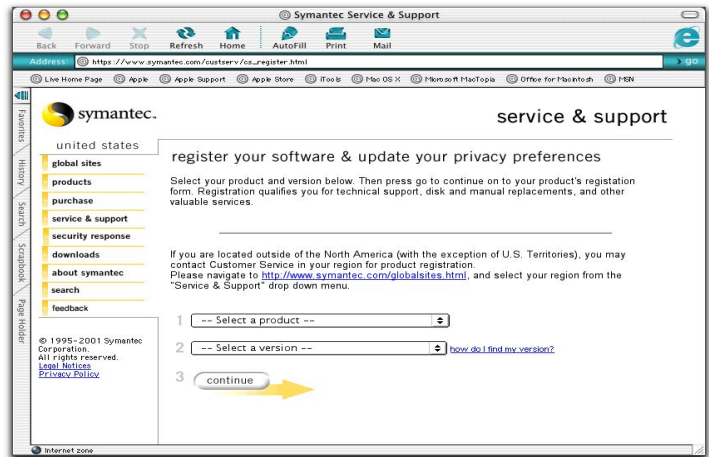 Symantec Service & Support
Back Forward Stop Refresh Home AutoFill Print Mail
Address: https://www.symantec.com/custserv/cs_register.html go
Live Home Page Apple Apple Support Apple Store iTools Mac OS X Microsoft MacTopia Office for Macintosh MSN
Favorites
History
Search
Scrapbook
Page Holder
symantec.
service & support
united states
global sites
products
purchase
service & support
security response
downloads
about symantec
search
feedback
© 1995-2001 Symantec
Corporation.
All rights reserved.
Legal Notices
Privacy Policy
register your software & update your privacy preferences
Select your product and version below. Then press go to continue on to your product's registation
form. Registration qualifies you for technical support, disk and manual replacements, and other
valuable services.
If you are located outside of the North America (with the exception of U.S. Territories), you may
contact Customer Service in your region for product registration.
Please navigate to http://www.symantec.com/globalsites.html, and select your region from the
"Service & Support" drop down menu.
1 -- Select a product --
2 -- Select a version -- how do I find my version?
3 continue
Internet zone